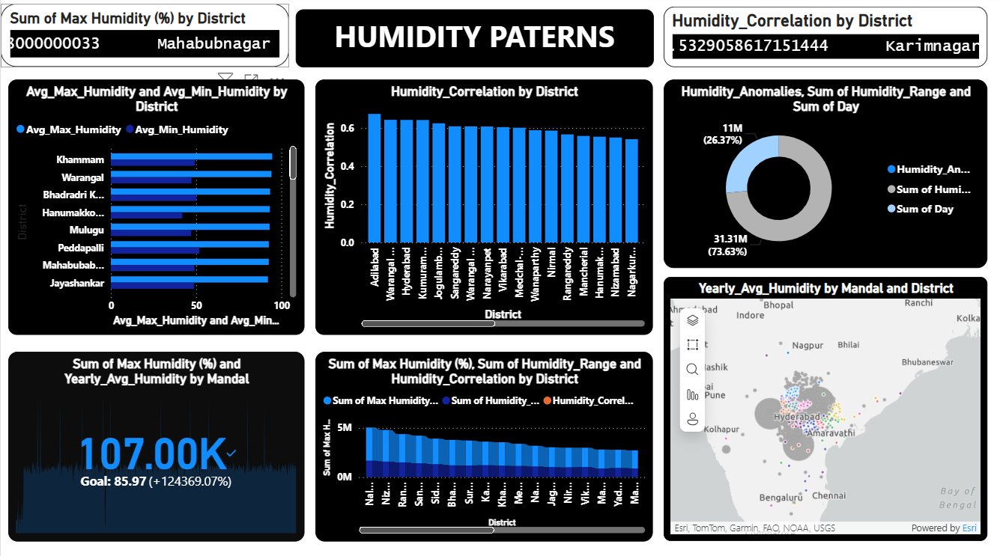 Sum of Max Humidity (%) by District
3000000033 Mahabubnagar
HUMIDITY PATERNS
Humidity_Correlation by District
.5329058617151444 Karimnagar
Avg_Max_Humidity and Avg_Min_Humidity by
District
Avg_Max_Humidity Avg_Min_Humidity
District
Khammam
Warangal
Bhadradri K...
Hanumakko...
Mulugu
Peddapalli
Mahabubab...
Jayashankar
0 50 100
Avg_Max_Humidity and Avg_Min...
Humidity_Correlation by District
Humidity_Correlation
0.6
0.4
0.2
0.0
Adilabad
Warangal ...
Hyderabad
Kumuram...
Jogulamb...
Sangareddy
Warangal ...
Narayanpet
Vikarabad
Medchal-...
Wanaparthy
Nirmal
Rangareddy
Mancherial
Hanumak...
Nizamabad
Nagarkur...
District
Humidity_Anomalies, Sum of Humidity_Range and
Sum of Day
11M
(26.37%)
31.31M
(73.63%)
Humidity_An...
Sum of Humi...
Sum of Day
Sum of Max Humidity (%) and
Yearly_Avg_Humidity by Mandal
107.00K
Goal: 85.97 (+124369.07%)
Sum of Max Humidity (%), Sum of Humidity_Range and
Humidity_Correlation by District
Sum of Max Humidity... Sum of Humidity_... Humidity_Correl...
Sum of Max H...
5M
0M
Nal...
Niz...
Ran...
San...
Sid...
Bha...
Sur...
Ka...
Kha...
Me...
Na...
Jag...
Nir...
Vik...
Ma...
Yad...
Ma...
District
Yearly_Avg_Humidity by Mandal and District
Bhopal
Ranchi
Indore
Kolka
Nagpur
Bhilai
Bhubaneswar
Pune
Hyderabad
Kolhapur
Amaravathi
Bengaluru
Chennai
Bay of
Bengal
Esri, TomTom, Garmin, FAO, NOAA, USGS
Powered by Esri